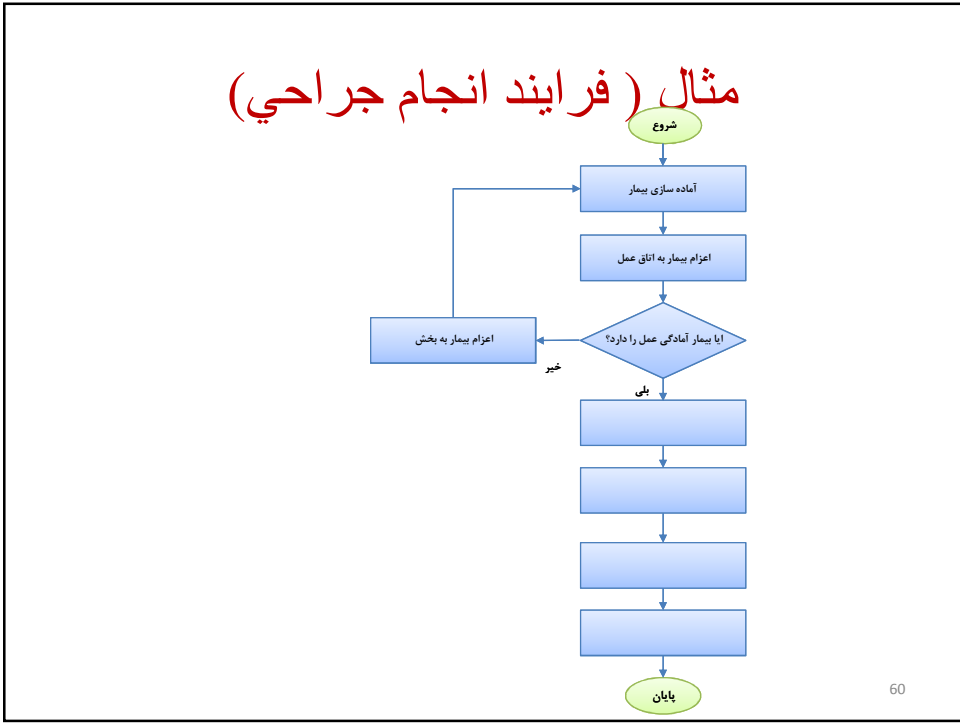 مثال ( فرايند انجام جراحي)
شروع
آماده سازی بیمار
اعزام بیمار به اتاق عمل
ایا بیمار آمادگی عمل را دارد؟
اعزام بیمار به بخش
خیر
بلی
پایان
60